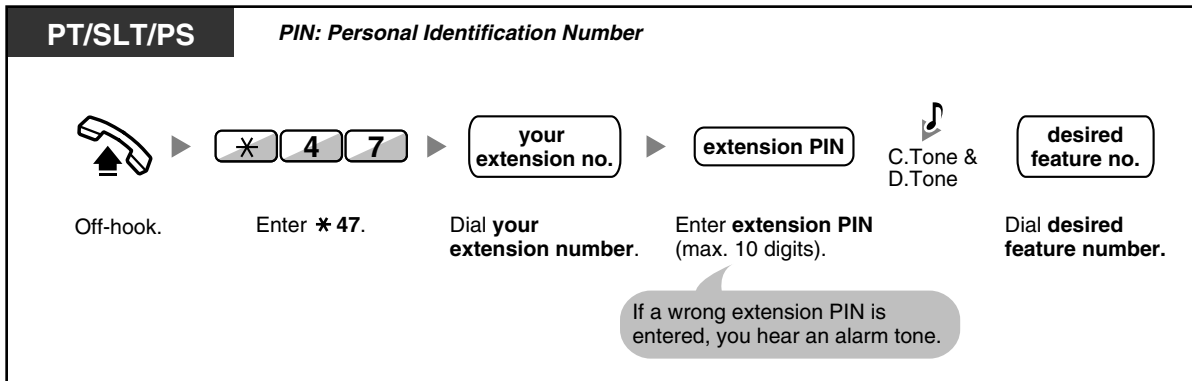 PT/SLT/PS
PIN: Personal Identification Number
* 4 7
your
extension no.
extension PIN
C.Tone &
D.Tone
desired
feature no.
Off-hook.
Enter * 47.
Dial your
extension number.
Enter extension PIN
(max. 10 digits).
Dial desired
feature number.
If a wrong extension PIN is
entered, you hear an alarm tone.